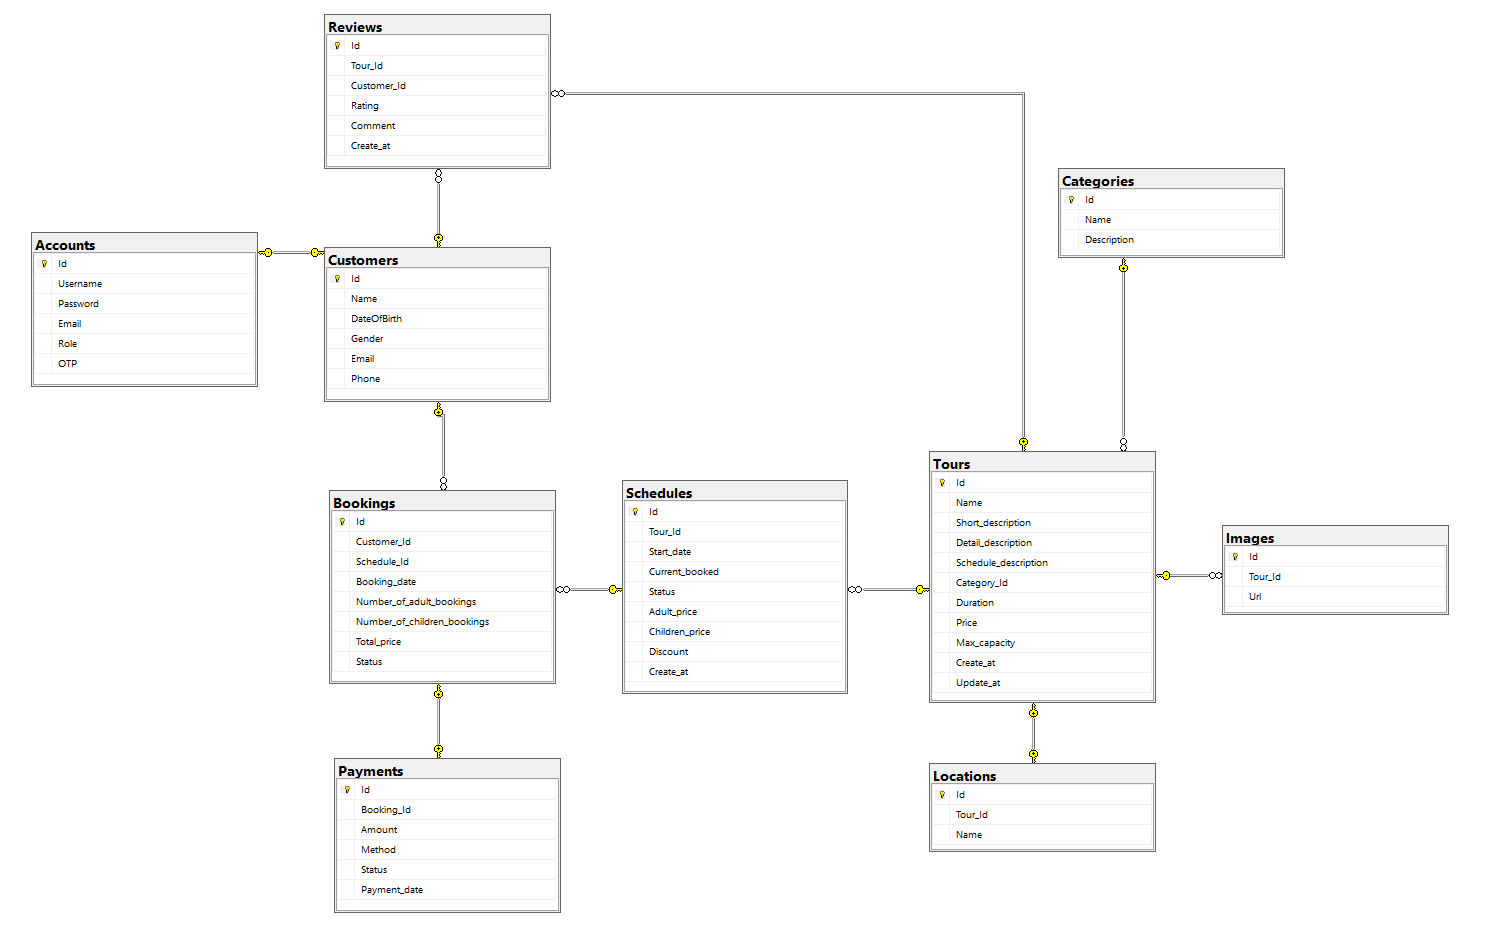 Reviews
Id
Tour_Id
Customer_Id
Rating
Comment
Create_at
Categories
Id
Name
Description
Accounts
Id
Username
Password
Email
Role
OTP
Customers
Id
Name
DateOfBirth
Gender
Email
Phone
Bookings
Id
Customer_Id
Schedule_Id
Booking_date
Number_of_adult_bookings
Number_of_children_bookings
Total_price
Status
Schedules
Id
Tour_Id
Start_date
Current_booked
Status
Adult_price
Children_price
Discount
Create_at
Tours
Id
Name
Short_description
Detail_description
Schedule_description
Category_Id
Duration
Price
Max_capacity
Create_at
Update_at
Images
Id
Tour_Id
Url
Payments
Id
Booking_Id
Amount
Method
Status
Payment_date
Locations
Id
Tour_Id
Name